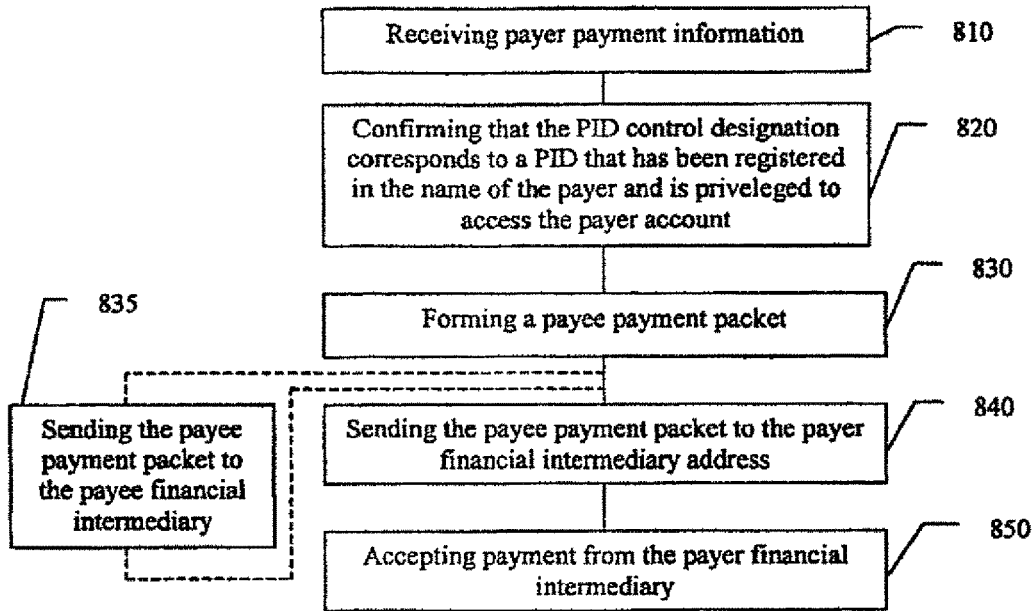 Receiving payer payment information
810
Confirming that the PID control designation
corresponds to a PID that has been registered
in the name of the payer and is priveleged to
access the payer account
820
830
Forming a payee payment packet
835
Sending the payee
payment packet to
the payee financial
intermediary
Sending the payee payment packet to the payer
financial intermediary address
840
Accepting payment from the payer financial
intermediary
850